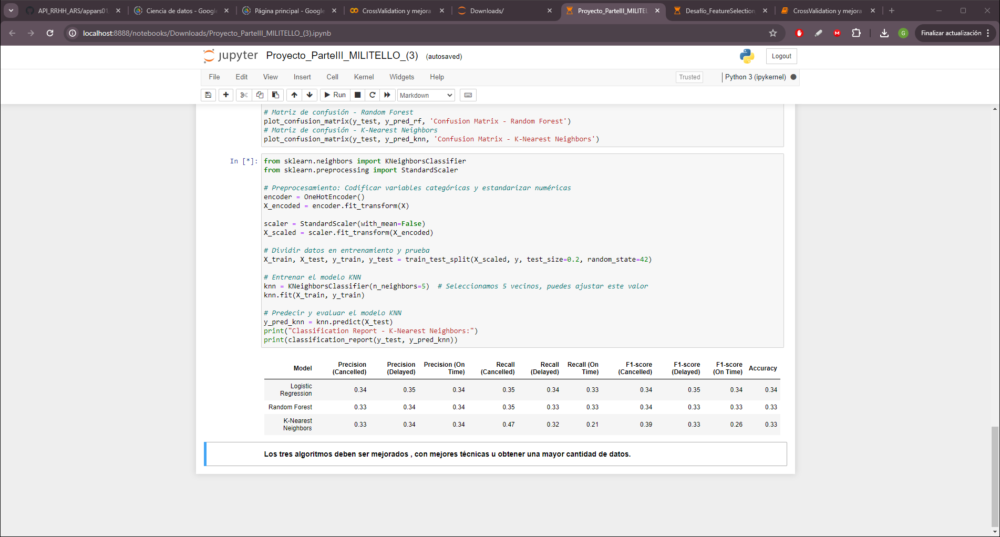 API_RRHH_ARS/appars01
Ciencia de datos - Google
Página principal - Google
CrossValidation y mejora
Downloads/
Proyecto_ParteIII_MILITEL
Desafío_FeatureSelection
CrossValidation y mejora
localhost:8888/notebooks/Downloads/Proyecto_ParteIII_MILITELLO_(3).ipynb
G
Finalizar actualización
jupyter Proyecto_ParteIII_MILITELLO_(3) (autosaved)
Logout
File Edit View Insert Cell Kernel Widgets Help
Trusted
Python 3 (ipykernel)
Run
Markdown
# Matriz de confusión - Random Forest
plot_confusion_matrix(y_test, y_pred_rf, 'Confusion Matrix - Random Forest')
# Matriz de confusión - K-Nearest Neighbors
plot_confusion_matrix(y_test, y_pred_knn, 'Confusion Matrix - K-Nearest Neighbors')
In [*]:
from sklearn.neighbors import KNeighborsClassifier
from sklearn.preprocessing import StandardScaler
# Preprocesamiento: Codificar variables categóricas y estandarizar numéricas
encoder = OneHotEncoder()
X_encoded = encoder.fit_transform(X)
scaler = StandardScaler(with_mean=False)
X_scaled = scaler.fit_transform(X_encoded)
# Dividir datos en entrenamiento y prueba
X_train, X_test, y_train, y_test = train_test_split(X_scaled, y, test_size=0.2, random_state=42)
# Entrenar el modelo KNN
knn = KNeighborsClassifier(n_neighbors=5)  # Seleccionamos 5 vecinos, puedes ajustar este valor
knn.fit(X_train, y_train)
# Predecir y evaluar el modelo KNN
y_pred_knn = knn.predict(X_test)
print("Classification Report - K-Nearest Neighbors:")
print(classification_report(y_test, y_pred_knn))
Model Precision (Cancelled) Precision (Delayed) Precision (On Time) Recall (Cancelled) Recall (Delayed) Recall (On Time) F1-score (Cancelled) F1-score (Delayed) F1-score (On Time) Accuracy
Logistic Regression 0.34 0.35 0.34 0.35 0.34 0.33 0.34 0.35 0.34 0.34
Random Forest 0.33 0.34 0.34 0.35 0.33 0.33 0.34 0.33 0.33 0.33
K-Nearest Neighbors 0.33 0.34 0.34 0.47 0.32 0.21 0.39 0.33 0.26 0.33
Los tres algoritmos deben ser mejorados , con mejores técnicas u obtener una mayor cantidad de datos.